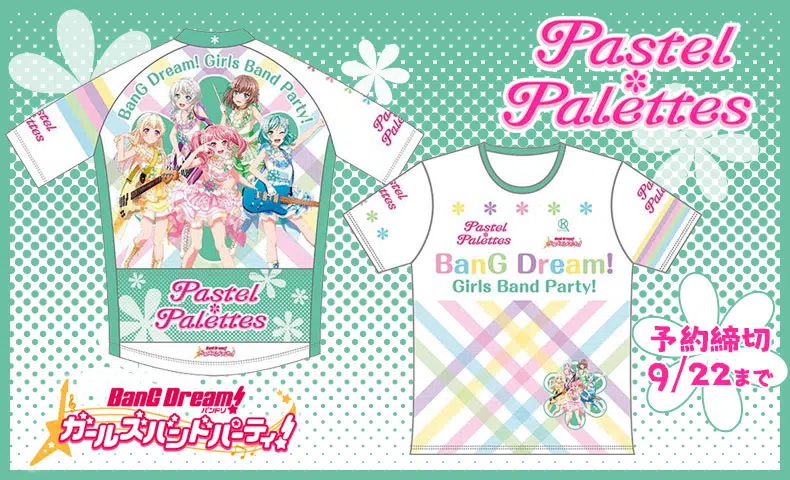 Pastel
Palettes
BanG Dream! Girls Band Party!
Pastel
Palettes
Pastel
Palettes
Pastel
Palettes
Pastel
Palettes
Pastel
Palettes
BanG Dream!
Girls Band Party!
Pastel
Palettes
予約締切
9/22まで
BanG Dream!
バンドリ!
ガールズバンドパーティ!